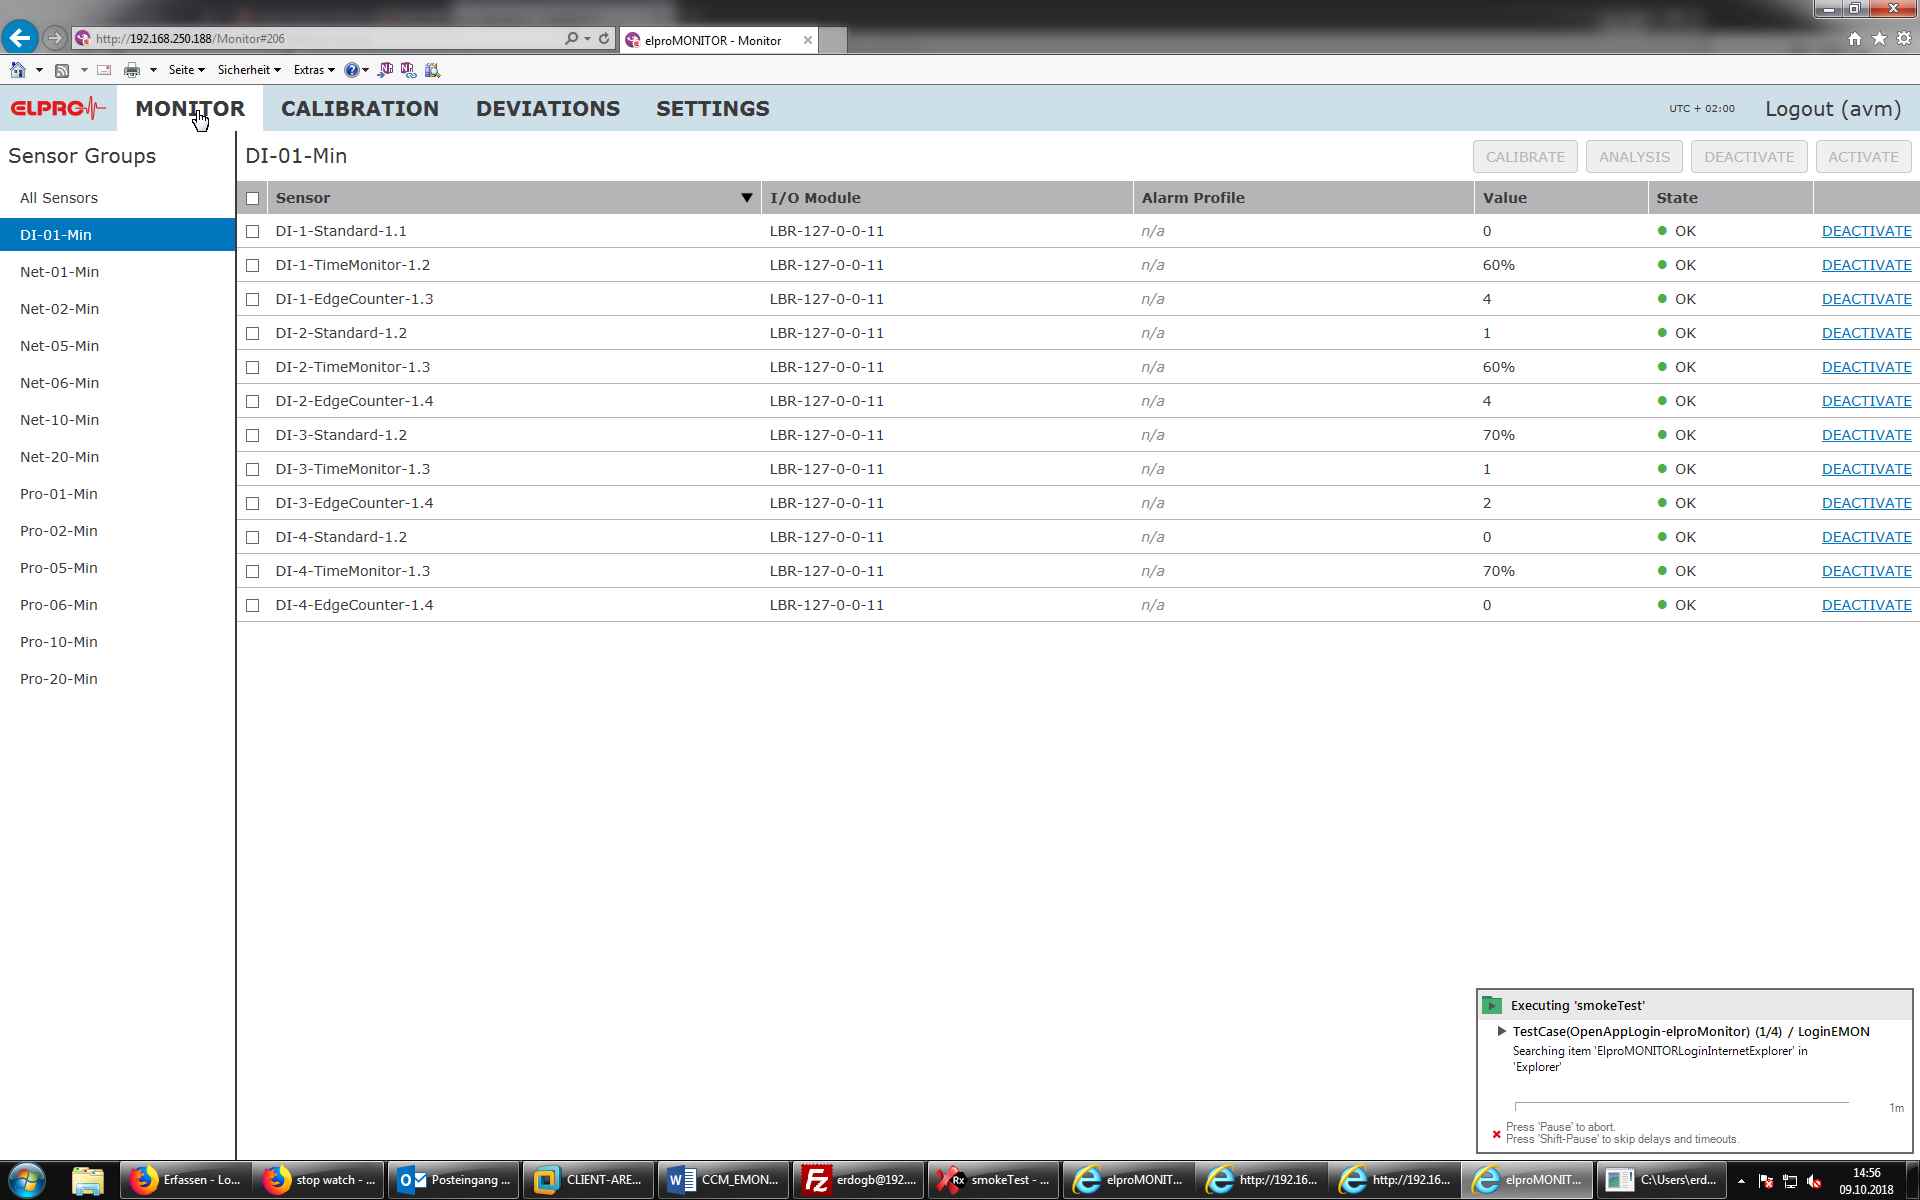 http://192.168.250.188/Monitor#206
elproMONITOR - Monitor
Seite Sicherheit Extras
ELPRO MONITOR CALIBRATION DEVIATIONS SETTINGS UTC + 02:00 Logout (avm)
Sensor Groups
All Sensors
DI-01-Min
Net-01-Min
Net-02-Min
Net-05-Min
Net-06-Min
Net-10-Min
Net-20-Min
Pro-01-Min
Pro-02-Min
Pro-05-Min
Pro-06-Min
Pro-10-Min
Pro-20-Min
DI-01-Min CALIBRATE ANALYSIS DEACTIVATE ACTIVATE
Sensor I/O Module Alarm Profile Value State
DI-1-Standard-1.1 LBR-127-0-0-11 n/a 0 OK DEACTIVATE
DI-1-TimeMonitor-1.2 LBR-127-0-0-11 n/a 60% OK DEACTIVATE
DI-1-EdgeCounter-1.3 LBR-127-0-0-11 n/a 4 OK DEACTIVATE
DI-2-Standard-1.2 LBR-127-0-0-11 n/a 1 OK DEACTIVATE
DI-2-TimeMonitor-1.3 LBR-127-0-0-11 n/a 60% OK DEACTIVATE
DI-2-EdgeCounter-1.4 LBR-127-0-0-11 n/a 4 OK DEACTIVATE
DI-3-Standard-1.2 LBR-127-0-0-11 n/a 70% OK DEACTIVATE
DI-3-TimeMonitor-1.3 LBR-127-0-0-11 n/a 1 OK DEACTIVATE
DI-3-EdgeCounter-1.4 LBR-127-0-0-11 n/a 2 OK DEACTIVATE
DI-4-Standard-1.2 LBR-127-0-0-11 n/a 0 OK DEACTIVATE
DI-4-TimeMonitor-1.3 LBR-127-0-0-11 n/a 70% OK DEACTIVATE
DI-4-EdgeCounter-1.4 LBR-127-0-0-11 n/a 0 OK DEACTIVATE
Executing 'smokeTest'
TestCase(OpenAppLogin-elproMonitor) (1/4) / LoginEMON
Searching item 'ElproMONITORLoginInternetExplorer' in
'Explorer'
1m
Press 'Pause' to abort.
Press 'Shift-Pause' to skip delays and timeouts.
Erfassen - Lo... stop watch - ... Posteingang ... CLIENT-ARE... CCM_EMON... erdogb@192.... smokeTest - ... elproMONIT... http://192.16... http://192.16... elproMONIT... C:\Users\erd... 14:56
09.10.2018